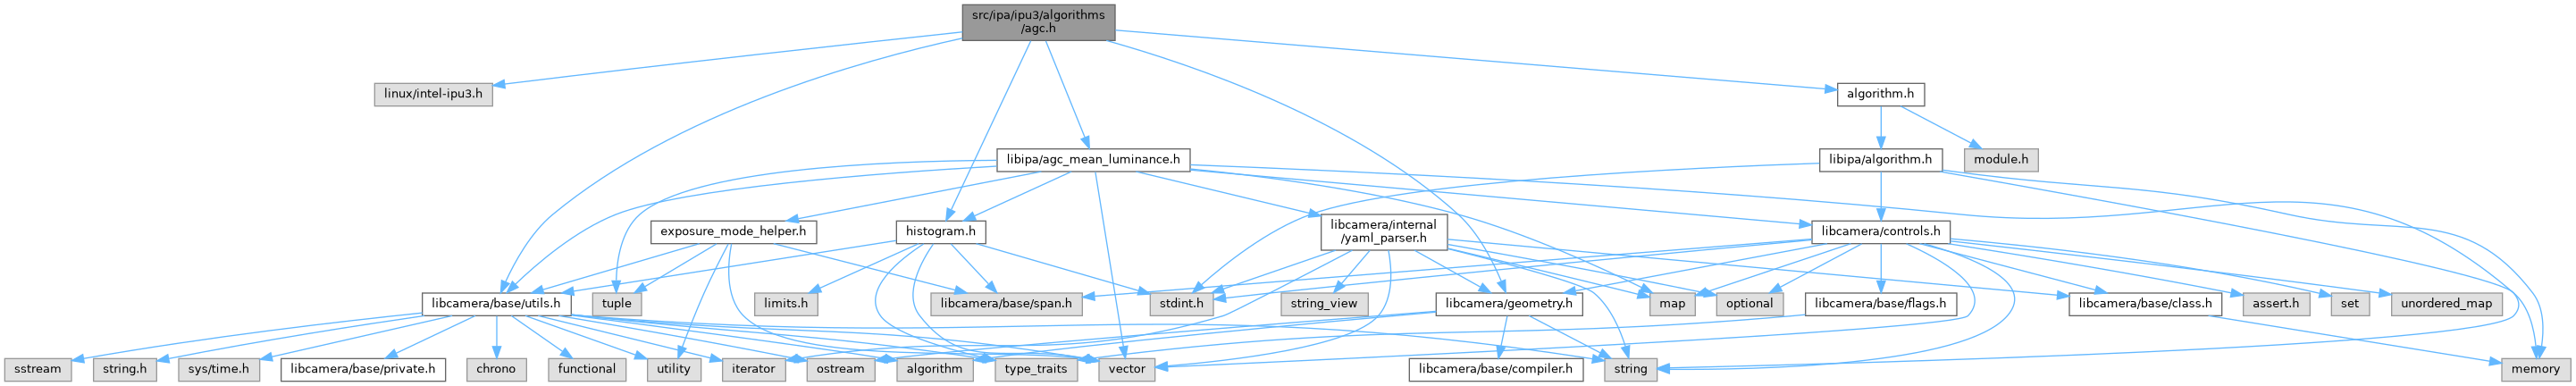 src/ipa/ipu3/algorithms
/agc.h
linux/intel-ipu3.h
algorithm.h
libipa/agc_mean_luminance.h
libipa/algorithm.h
module.h
exposure_mode_helper.h
histogram.h
libcamera/internal
/yaml_parser.h
libcamera/controls.h
libcamera/base/utils.h
tuple
limits.h
libcamera/base/span.h
stdint.h
string_view
libcamera/geometry.h
map
optional
libcamera/base/flags.h
libcamera/base/class.h
assert.h
set
unordered_map
sstream
string.h
sys/time.h
libcamera/base/private.h
chrono
functional
utility
iterator
ostream
algorithm
type_traits
vector
libcamera/base/compiler.h
string
memory